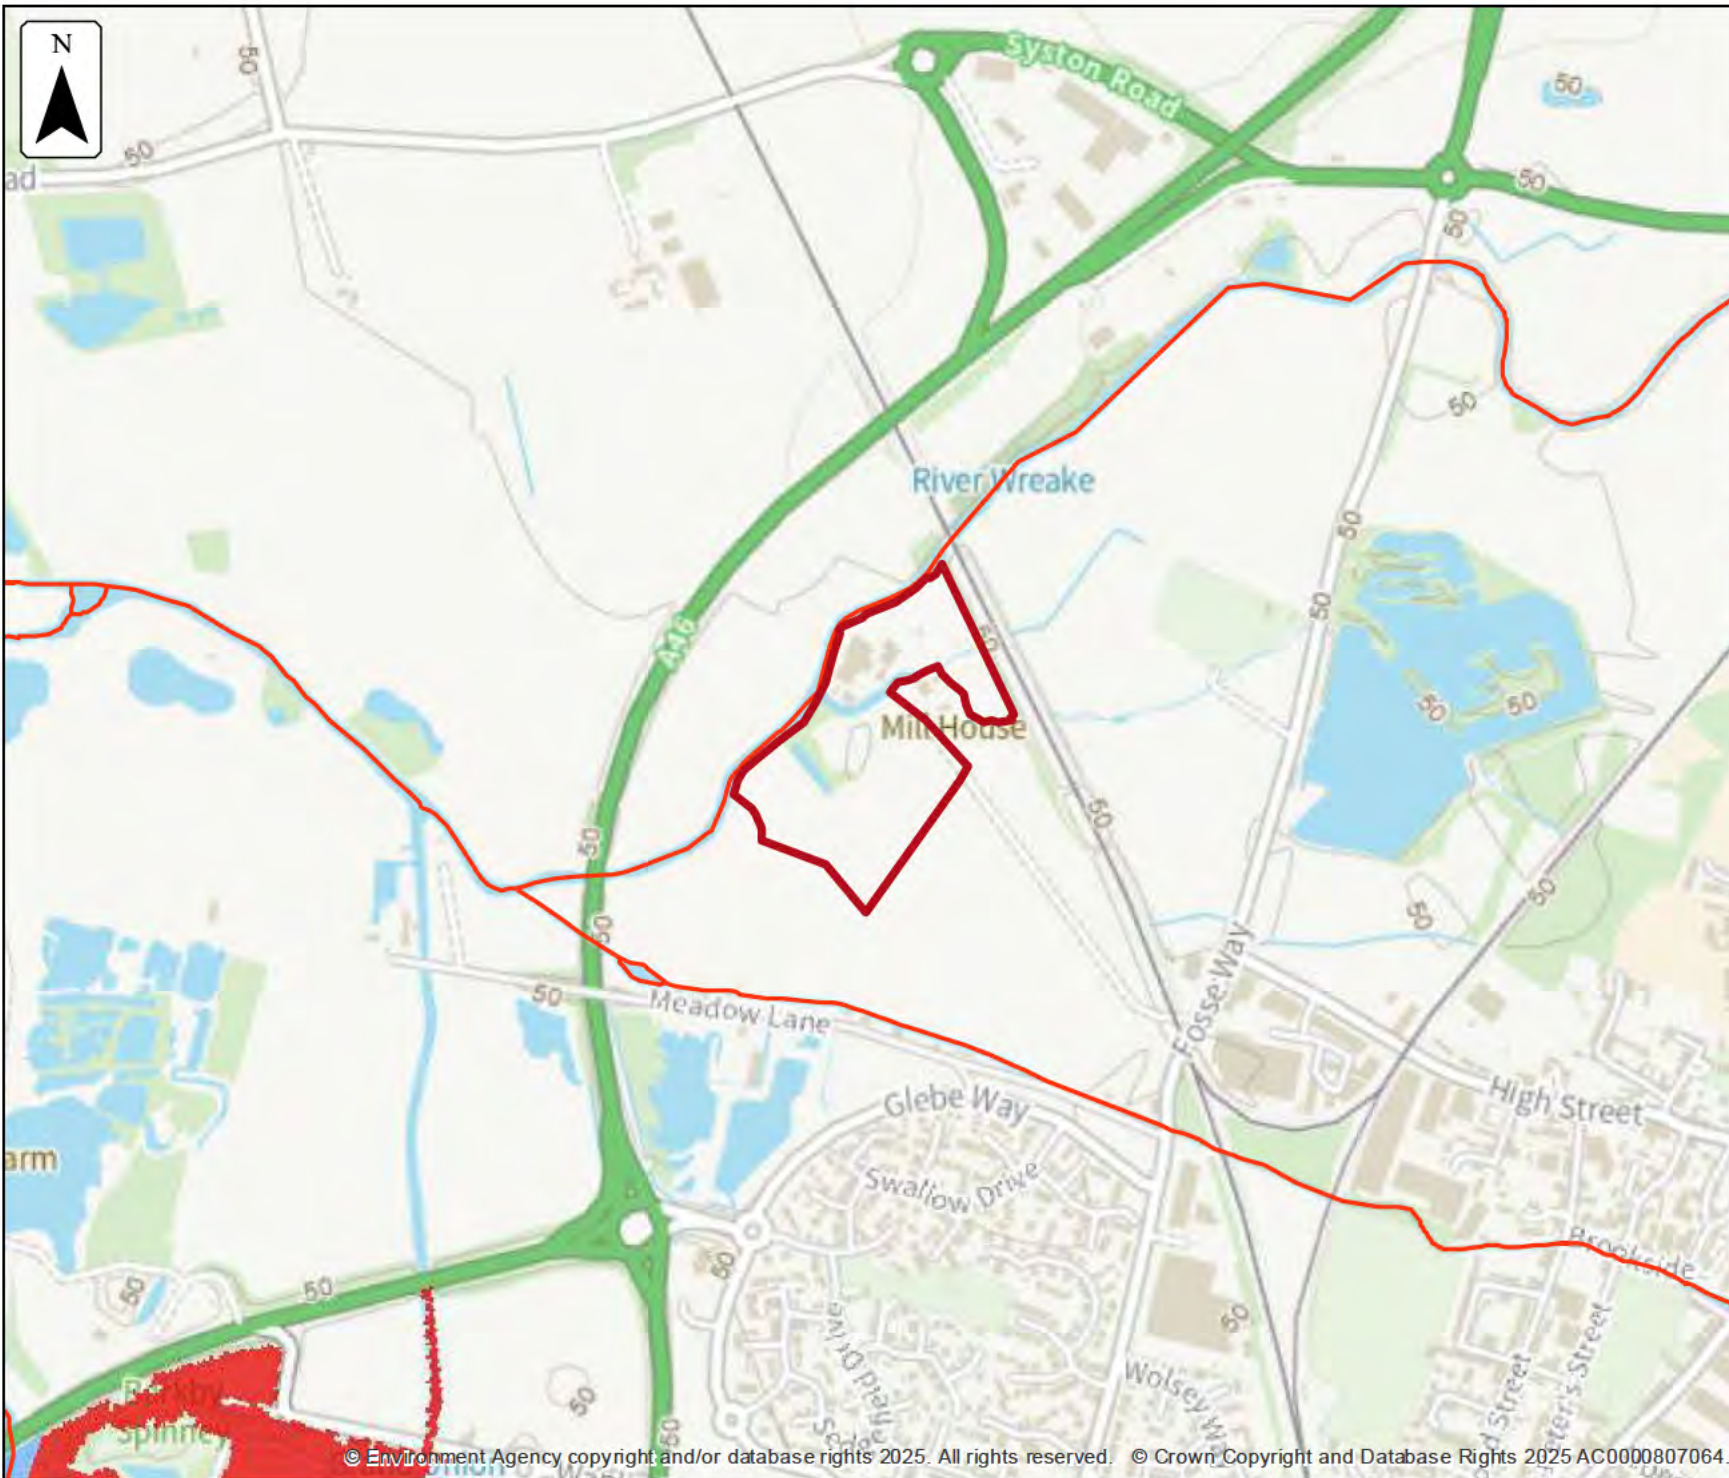 N
50
Syston Road
50
50
50
ad
50
50
50
River Wreake
50
50
A46
50
50
50
Mill House
50
50
50
50
50
Fosse Way
50
Meadow Lane
Glebe Way
High Street
arm
Swallow Drive
Brookside
50
50
50
50
Wolsey W
50
Spinney
© Environment Agency copyright and/or database rights 2025. All rights reserved. © Crown Copyright and Database Rights 2025 AC0000807064